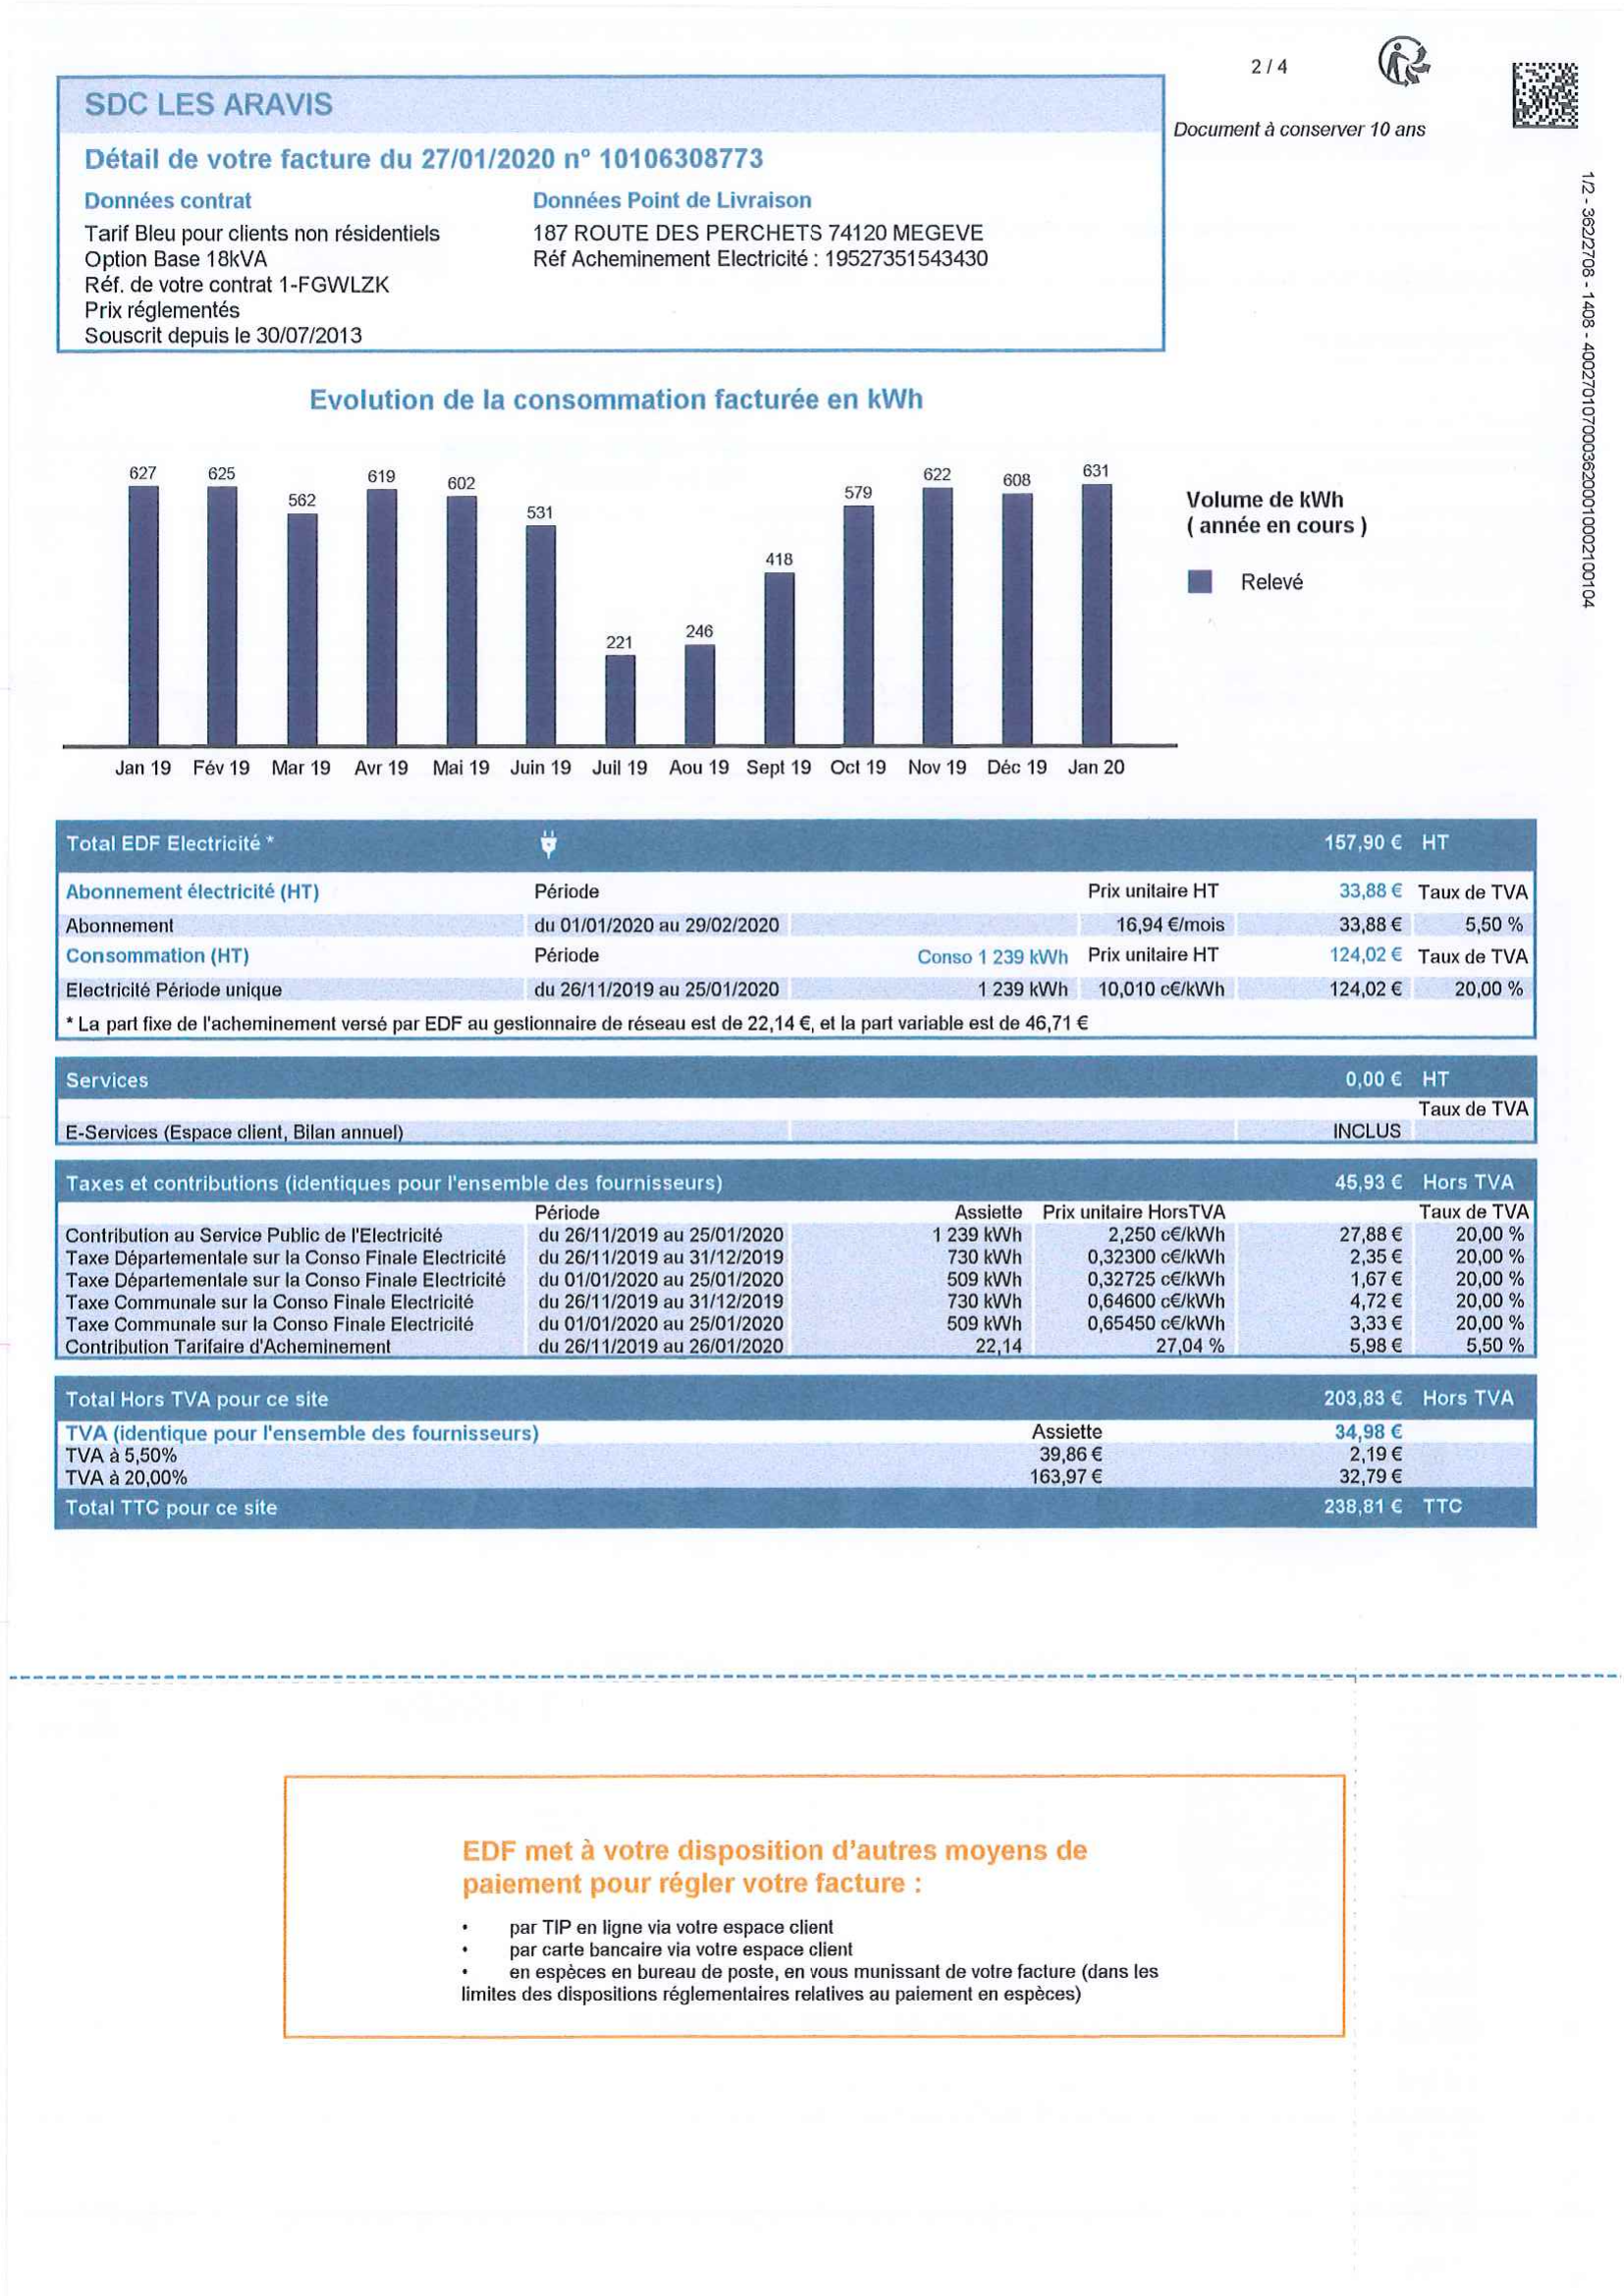 2 / 4
SDC LES ARAVIS
Document à conserver 10 ans
Détail de votre facture du 27/01/2020 n° 10106308773
Données contrat Données Point de Livraison
Tarif Bleu pour clients non résidentiels 187 ROUTE DES PERCHETS 74120 MEGEVE
Option Base 18kVA Réf Acheminement Electricité : 19527351543430
Réf. de votre contrat 1-FGWLZK
Prix réglementés
Souscrit depuis le 30/07/2013
1/2 - 362/2708 - 1408 - 40027010700036200010002100104
Evolution de la consommation facturée en kWh
627 625 562 619 602 531 221 246 418 579 622 608 631
Volume de kWh
( année en cours )
Relevé
Jan 19 Fév 19 Mar 19 Avr 19 Mai 19 Juin 19 Juil 19 Aou 19 Sept 19 Oct 19 Nov 19 Déc 19 Jan 20
Total EDF Electricité * 157,90 € HT
Abonnement électricité (HT) Période Prix unitaire HT 33,88 € Taux de TVA
Abonnement du 01/01/2020 au 29/02/2020 16,94 €/mois 33,88 € 5,50 %
Consommation (HT) Période Conso 1 239 kWh Prix unitaire HT 124,02 € Taux de TVA
Electricité Période unique du 26/11/2019 au 25/01/2020 1 239 kWh 10,010 c€/kWh 124,02 € 20,00 %
* La part fixe de l'acheminement versé par EDF au gestionnaire de réseau est de 22,14 €, et la part variable est de 46,71 €
Services 0,00 € HT
Taux de TVA
E-Services (Espace client, Bilan annuel) INCLUS
Taxes et contributions (identiques pour l'ensemble des fournisseurs) 45,93 € Hors TVA
Période Assiette Prix unitaire HorsTVA Taux de TVA
Contribution au Service Public de l'Electricité du 26/11/2019 au 25/01/2020 1 239 kWh 2,250 c€/kWh 27,88 € 20,00 %
Taxe Départementale sur la Conso Finale Electricité du 26/11/2019 au 31/12/2019 730 kWh 0,32300 c€/kWh 2,35 € 20,00 %
Taxe Départementale sur la Conso Finale Electricité du 01/01/2020 au 25/01/2020 509 kWh 0,32725 c€/kWh 1,67 € 20,00 %
Taxe Communale sur la Conso Finale Electricité du 26/11/2019 au 31/12/2019 730 kWh 0,64600 c€/kWh 4,72 € 20,00 %
Taxe Communale sur la Conso Finale Electricité du 01/01/2020 au 25/01/2020 509 kWh 0,65450 c€/kWh 3,33 € 20,00 %
Contribution Tarifaire d'Acheminement du 26/11/2019 au 26/01/2020 22,14 27,04 % 5,98 € 5,50 %
Total Hors TVA pour ce site 203,83 € Hors TVA
TVA (identique pour l'ensemble des fournisseurs) Assiette 34,98 €
TVA à 5,50% 39,86 € 2,19 €
TVA à 20,00% 163,97 € 32,79 €
Total TTC pour ce site 238,81 € TTC
EDF met à votre disposition d'autres moyens de
paiement pour régler votre facture :
• par TIP en ligne via votre espace client
• par carte bancaire via votre espace client
• en espèces en bureau de poste, en vous munissant de votre facture (dans les
limites des dispositions réglementaires relatives au paiement en espèces)